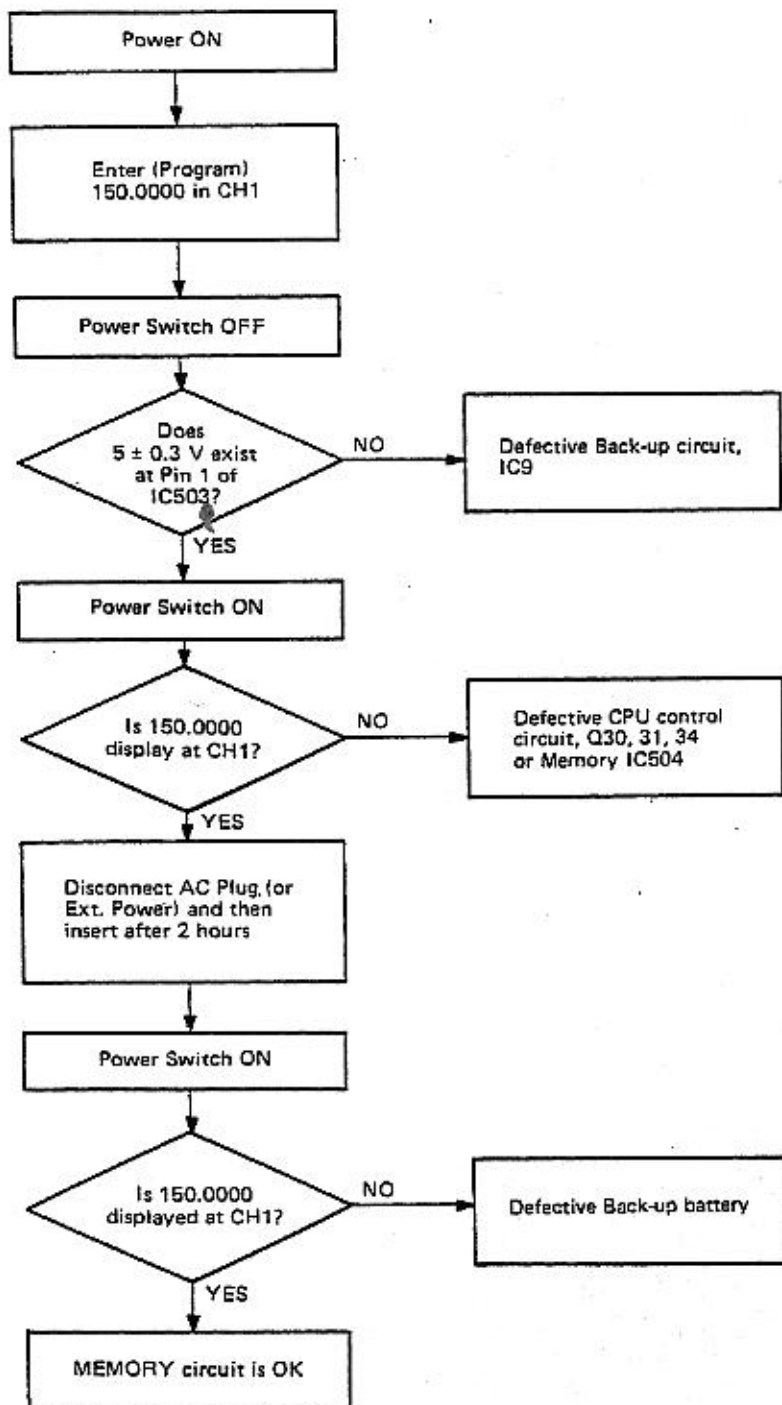 Power ON
Enter (Program)
150.0000 in CH1
Power Switch OFF
Does
5 ± 0.3 V exist
at Pin 1 of
IC503?
NO
Defective Back-up circuit,
IC9
YES
Power Switch ON
Is 150.0000
display at CH1?
NO
Defective CPU control
circuit, Q30, 31, 34
or Memory IC504
YES
Disconnect AC Plug, (or
Ext. Power) and then
insert after 2 hours
Power Switch ON
Is 150.0000
displayed at CH1?
NO
Defective Back-up battery
YES
MEMORY circuit is OK